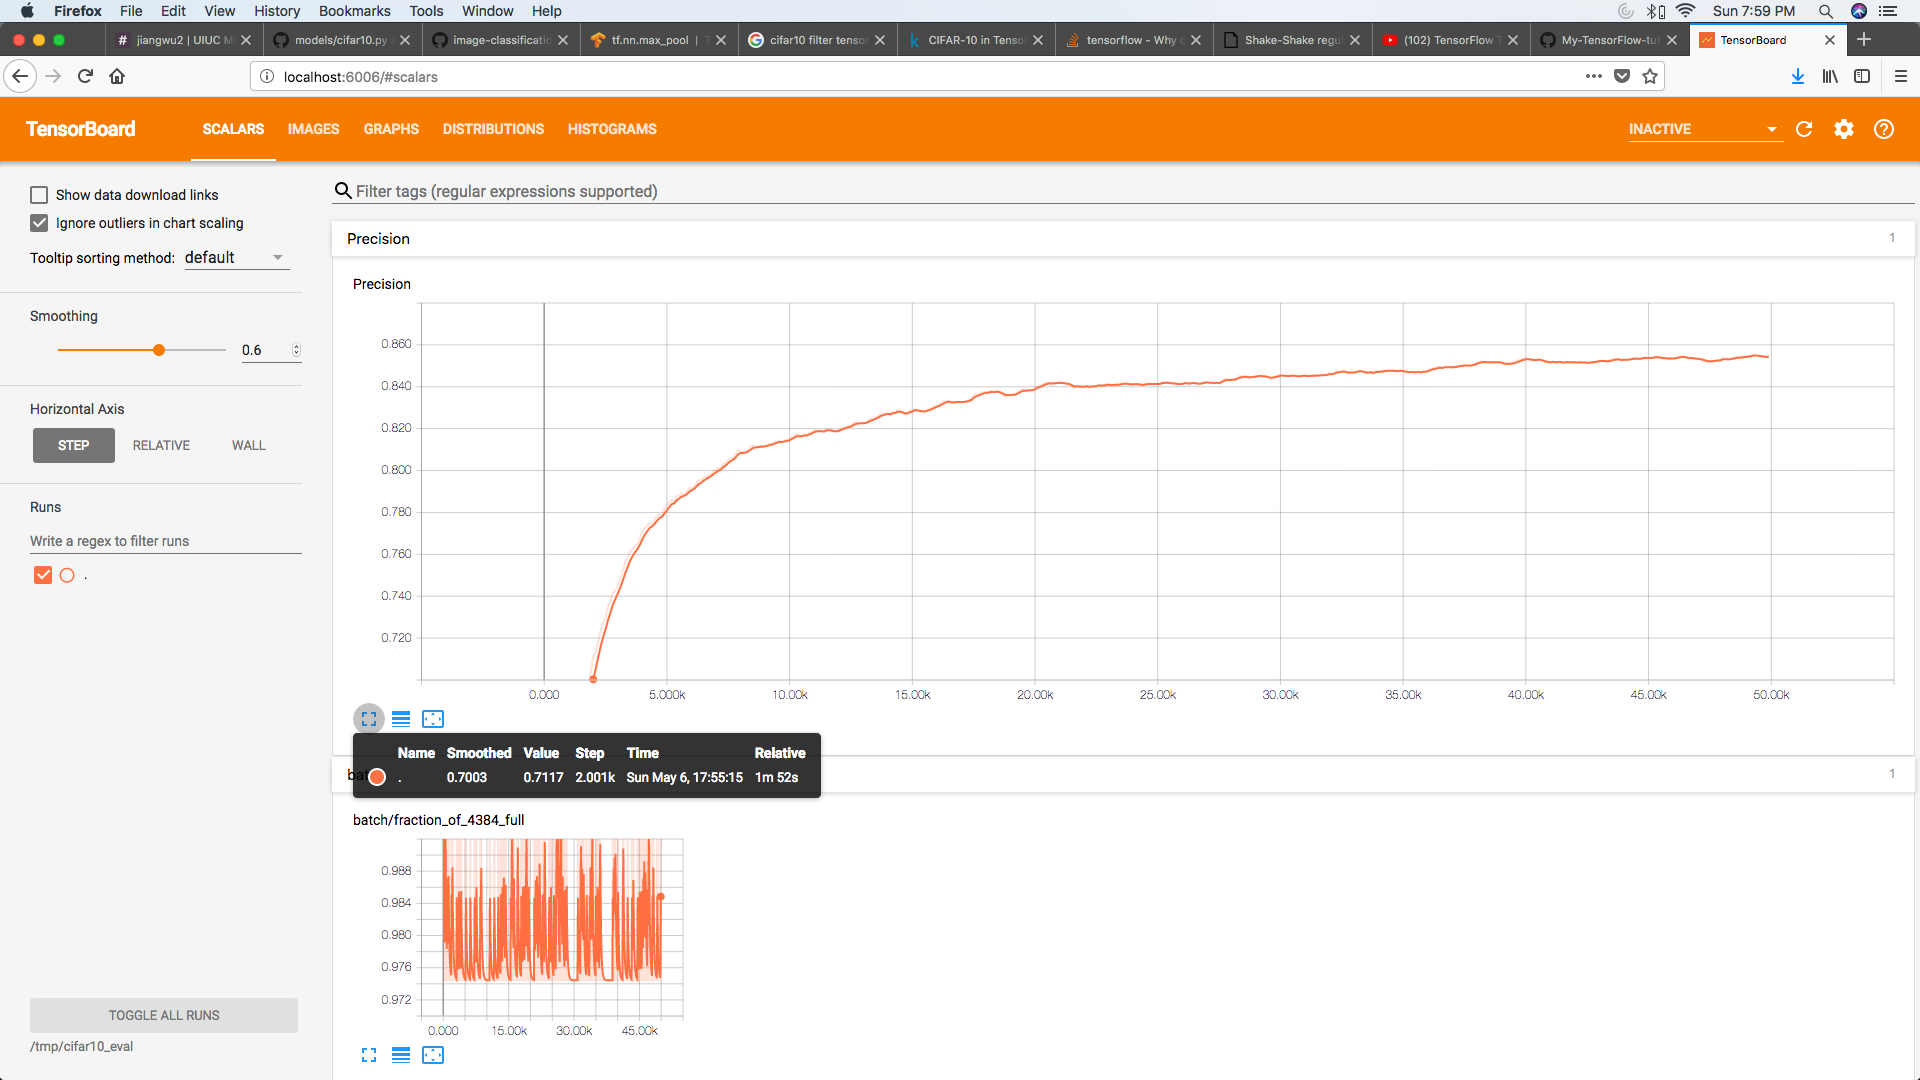 Firefox File Edit View History Bookmarks Tools Window Help Sun 7:59 PM
# jiangwu2 | UIUC M models/cifar10.py image-classificatio tf.nn.max_pool | cifar10 filter tenso CIFAR-10 in Tenso tensorflow - Why Shake-Shake regu (102) TensorFlow My-TensorFlow-tut TensorBoard
localhost:6006/#scalars
TensorBoard SCALARS IMAGES GRAPHS DISTRIBUTIONS HISTOGRAMS INACTIVE
Show data download links
Ignore outliers in chart scaling
Tooltip sorting method: default
Smoothing
0.6
Horizontal Axis
STEP RELATIVE WALL
Runs
Write a regex to filter runs
.
TOGGLE ALL RUNS
/tmp/cifar10_eval
Filter tags (regular expressions supported)
Precision 1
Precision
0.860
0.840
0.820
0.800
0.780
0.760
0.740
0.720
0.000 5.000k 10.00k 15.00k 20.00k 25.00k 30.00k 35.00k 40.00k 45.00k 50.00k
Name Smoothed Value Step Time Relative
. 0.7003 0.7117 2.001k Sun May 6, 17:55:15 1m 52s
1
batch/fraction_of_4384_full
0.988
0.984
0.980
0.976
0.972
0.000 15.00k 30.00k 45.00k